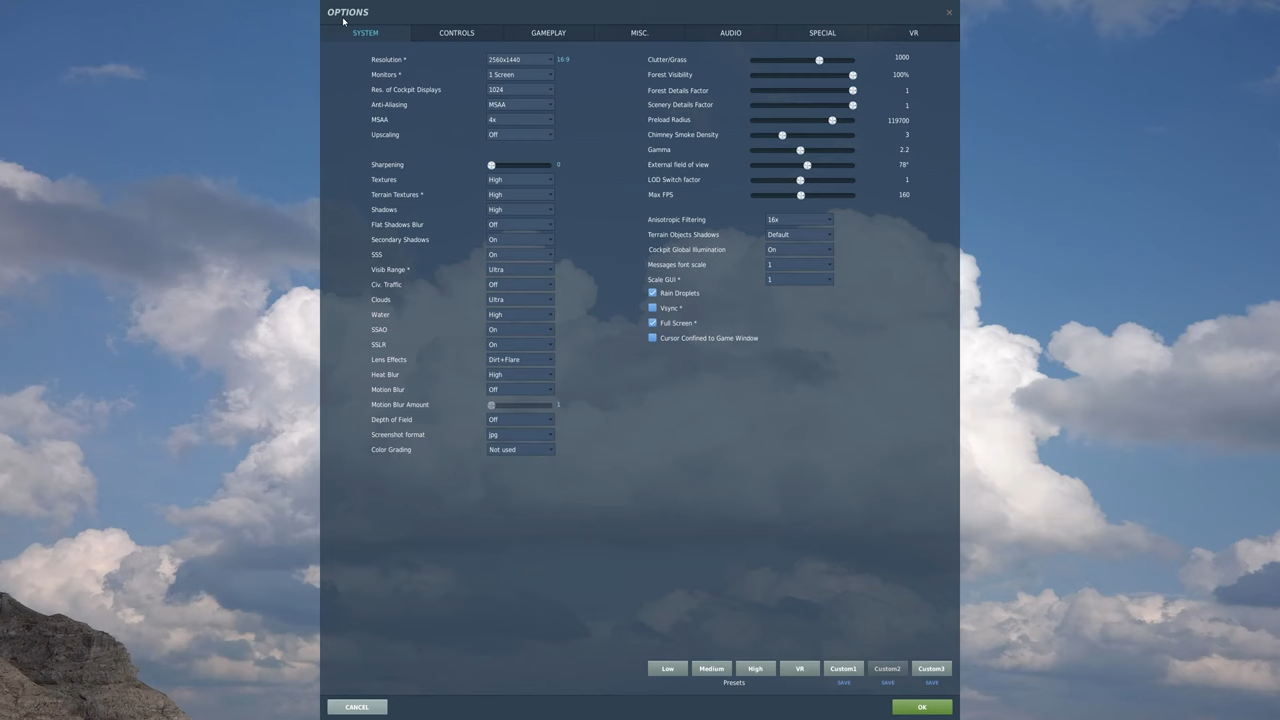 OPTIONS
SYSTEM CONTROLS GAMEPLAY MISC. AUDIO SPECIAL VR
Resolution * 2560x1440 16:9
Monitors * 1 Screen
Res. of Cockpit Displays 1024
Anti-Aliasing MSAA
MSAA 4x
Upscaling Off
Sharpening 0
Textures High
Terrain Textures * High
Shadows High
Flat Shadows Blur Off
Secondary Shadows On
SSS On
Visib Range * Ultra
Civ. Traffic Off
Clouds Ultra
Water High
SSAO On
SSLR On
Lens Effects Dirt+Flare
Heat Blur High
Motion Blur Off
Motion Blur Amount 1
Depth of Field Off
Screenshot format jpg
Color Grading Not used
Clutter/Grass 1000
Forest Visibility 100%
Forest Details Factor 1
Scenery Details Factor 1
Preload Radius 119700
Chimney Smoke Density 3
Gamma 2.2
External field of view 78°
LOD Switch factor 1
Max FPS 160
Anisotropic Filtering 16x
Terrain Objects Shadows Default
Cockpit Global Illumination On
Messages font scale 1
Scale GUI * 1
Rain Droplets
Vsync *
Full Screen *
Cursor Confined to Game Window
Low Medium High VR Custom1 Custom2 Custom3
Presets SAVE SAVE SAVE
CANCEL OK